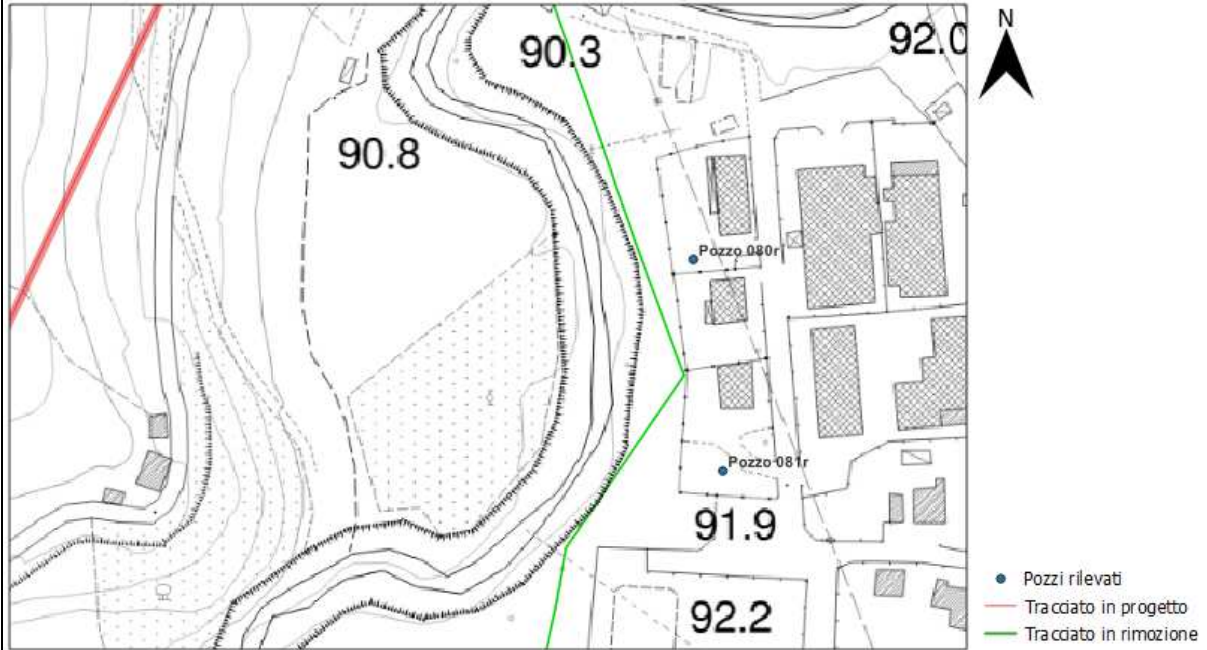 N
90.3
92.0
90.8
Pozzo 080r
Pozzo 081r
91.9
92.2
Pozzi rilevati
Tracciato in progetto
Tracciato in rimozione